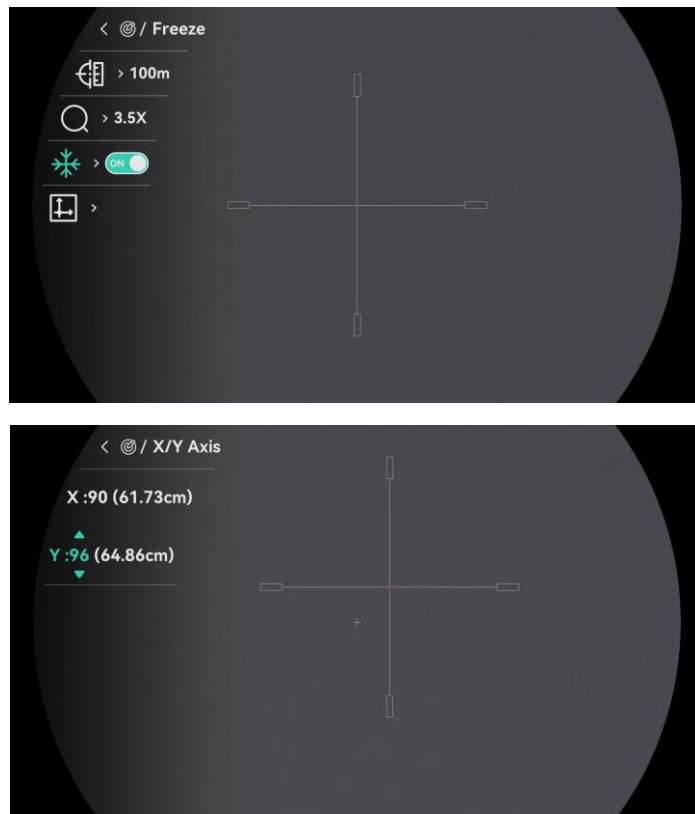 < / Freeze
> 100m
> 3.5X
> ON
>
< / X/Y Axis
X :90 (61.73cm)
Y :96 (64.86cm)